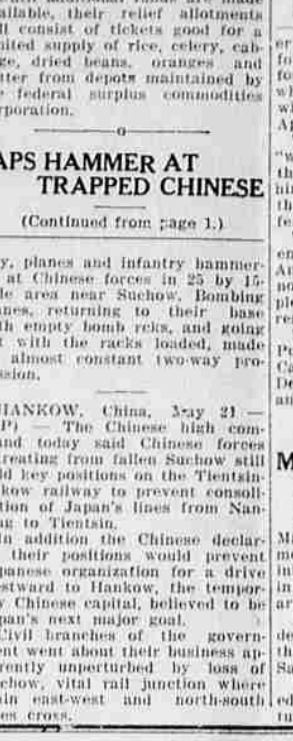 ailable, their relief allotments
ll consist of tickets good for a
ited supply of rice, celery, cab-
ge, dried beans, oranges and
tter from depots maintained by
e federal surplus commodities
rporation.
APS HAMMER AT
TRAPPED CHINESE
(Continued from page 1.)
y, planes and infantry hammer-
at Chinese forces in 25 by 15-
le area near Suchow. Bombing
anes, returning to their base
th empty bomb rcks, and going
t with the racks loaded, made
almost constant two-way pro-
ssion.
HANKOW, China, May 21 —
P) — The Chinese high com-
and today said Chinese forces
treating from fallen Suchow still
ld key positions on the Tientsin-
kow railway to prevent consoli-
tion of Japan's lines from Nan-
ng to Tientsin.
In addition the Chinese declar-
their positions would prevent
panese organization for a drive
estward to Hankow, the tempor-
y Chinese capital, believed to be
pan's next major goal.
Civil branches of the govern-
ent went about their business ap-
rently unperturbed by loss of
chow, vital rail junction where
ain east-west and north-south
es cross.